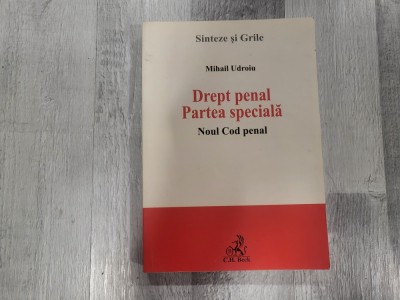 Sinteze și Grile
Mihail Udroiu
Drept penal
Partea specială
Noul Cod penal
C.H. Beck